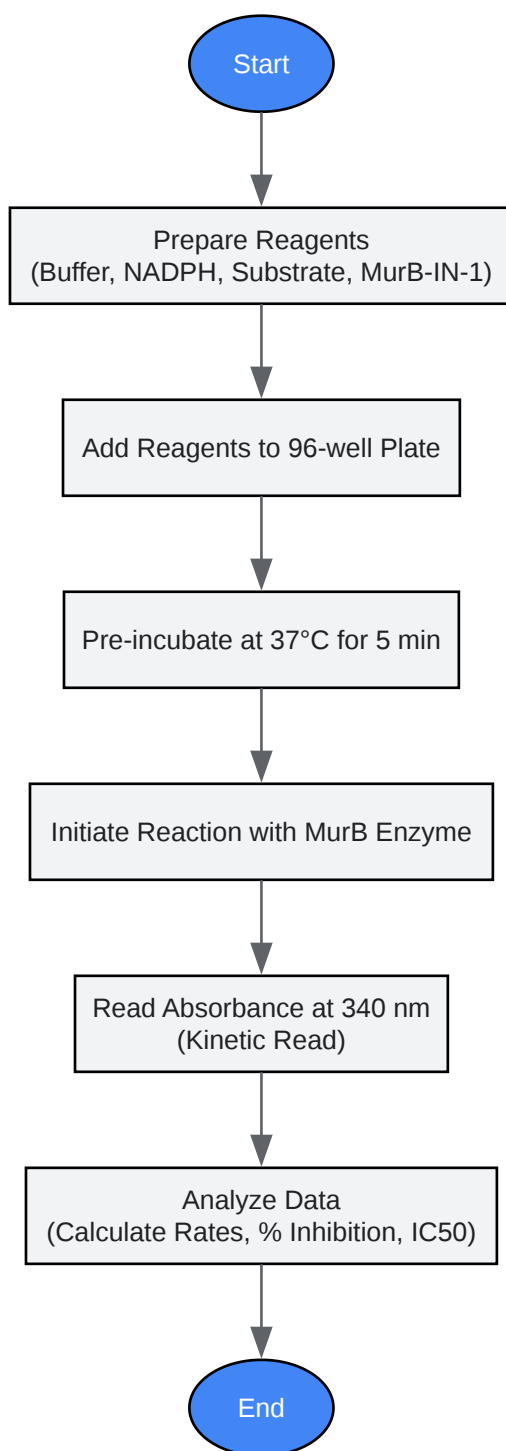 Start
Prepare Reagents
(Buffer, NADPH, Substrate, MurB-IN-1)
Add Reagents to 96-well Plate
Pre-incubate at 37°C for 5 min
Initiate Reaction with MurB Enzyme
Read Absorbance at 340 nm
(Kinetic Read)
Analyze Data
(Calculate Rates, % Inhibition, IC50)
End